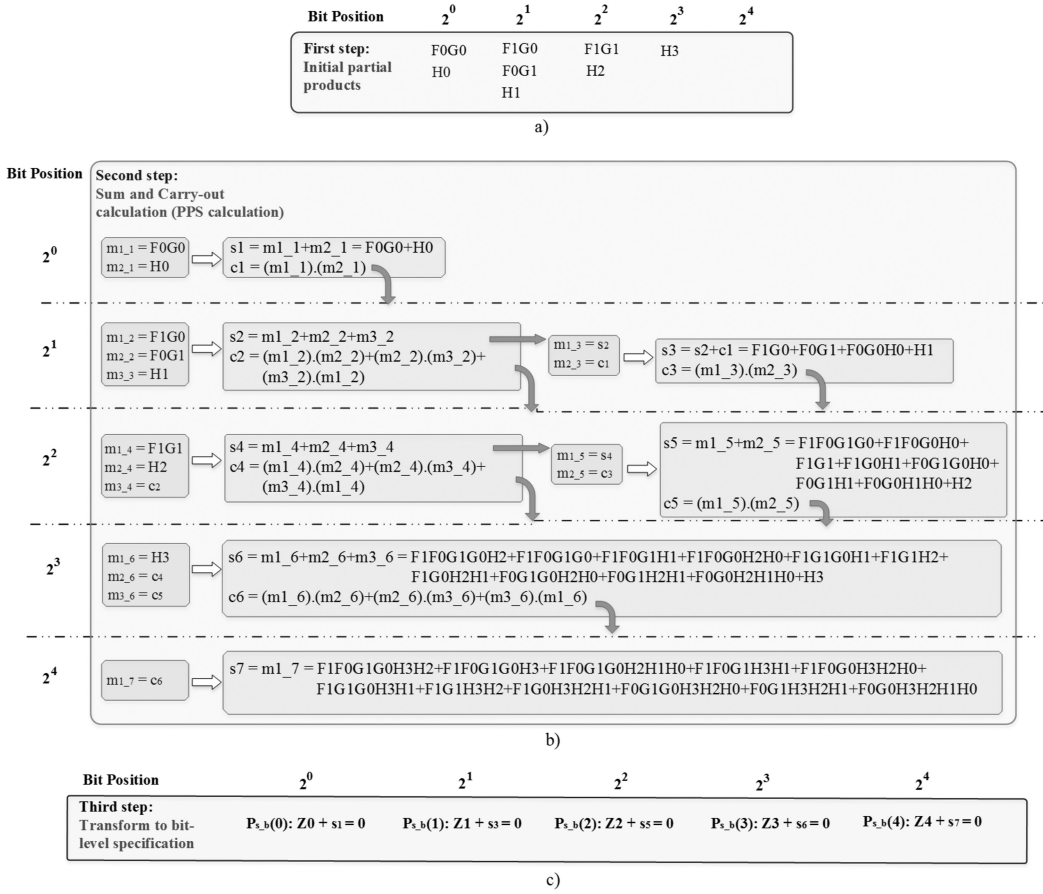 Bit Position 2^0 2^1 2^2 2^3 2^4
First step: F0G0 F1G0 F1G1 H3
Initial partial H0 F0G1 H2
products H1
a)
Bit Position
Second step:
Sum and Carry-out
calculation (PPS calculation)
2^0
m1_1 = F0G0
m2_1 = H0
s1 = m1_1+m2_1 = F0G0+H0
c1 = (m1_1).(m2_1)
2^1
m1_2 = F1G0
m2_2 = F0G1
m3_3 = H1
s2 = m1_2+m2_2+m3_2
c2 = (m1_2).(m2_2)+(m2_2).(m3_2)+
(m3_2).(m1_2)
m1_3 = s2
m2_3 = c1
s3 = s2+c1 = F1G0+F0G1+F0G0H0+H1
c3 = (m1_3).(m2_3)
2^2
m1_4 = F1G1
m2_4 = H2
m3_4 = c2
s4 = m1_4+m2_4+m3_4
c4 = (m1_4).(m2_4)+(m2_4).(m3_4)+
(m3_4).(m1_4)
m1_5 = s4
m2_5 = c3
s5 = m1_5+m2_5 = F1F0G1G0+F1F0G0H0+
F1G1+F1G0H1+F0G1G0H0+
F0G1H1+F0G0H1H0+H2
c5 = (m1_5).(m2_5)
2^3
m1_6 = H3
m2_6 = c4
m3_6 = c5
s6 = m1_6+m2_6+m3_6 = F1F0G1G0H2+F1F0G1G0+F1F0G1H1+F1F0G0H2H0+F1G1G0H1+F1G1H2+
F1G0H2H1+F0G1G0H2H0+F0G1H2H1+F0G0H2H1H0+H3
c6 = (m1_6).(m2_6)+(m2_6).(m3_6)+(m3_6).(m1_6)
2^4
m1_7 = c6
s7 = m1_7 = F1F0G1G0H3H2+F1F0G1G0H3+F1F0G1G0H2H1H0+F1F0G1H3H1+F1F0G0H3H2H0+
F1G1G0H3H1+F1G1H3H2+F1G0H3H2H1+F0G1G0H3H2H0+F0G1H3H2H1+F0G0H3H2H1H0
b)
Bit Position 2^0 2^1 2^2 2^3 2^4
Third step:
Transform to bit- Ps_b(0): Z0 + s1 = 0 Ps_b(1): Z1 + s3 = 0 Ps_b(2): Z2 + s5 = 0 Ps_b(3): Z3 + s6 = 0 Ps_b(4): Z4 + s7 = 0
level specification
c)